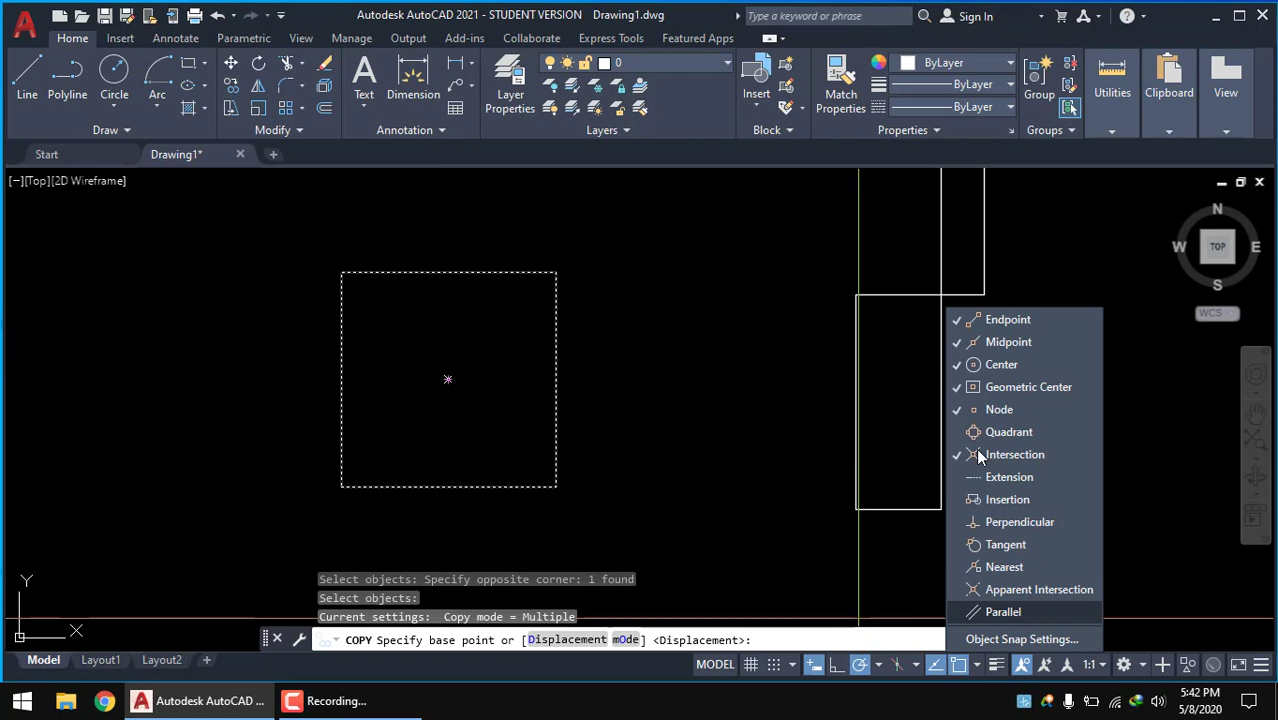 Autodesk AutoCAD 2021 - STUDENT VERSION Drawing1.dwg Type a keyword or phrase Sign In
Home Insert Annotate Parametric View Manage Output Add-ins Collaborate Express Tools Featured Apps
0 ByLayer
ByLayer
ByLayer
Line Polyline Circle Arc Text Dimension Layer Properties Insert Match Properties Group Utilities Clipboard View
Draw Modify Annotation Layers Block Properties Groups
Start Drawing1*
[−][Top][2D Wireframe]
N
W TOP E
S
WCS
Endpoint
Midpoint
Center
Geometric Center
Node
Quadrant
Intersection
Extension
Insertion
Perpendicular
Tangent
Nearest
Apparent Intersection
Parallel
Object Snap Settings...
Y
X
Select objects: Specify opposite corner: 1 found
Select objects:
Current settings: Copy mode = Multiple
COPY Specify base point or [Displacement mOde] <Displacement>:
Model Layout1 Layout2 MODEL 1:1
Autodesk AutoCAD ... Recording...
5:42 PM
5/8/2020